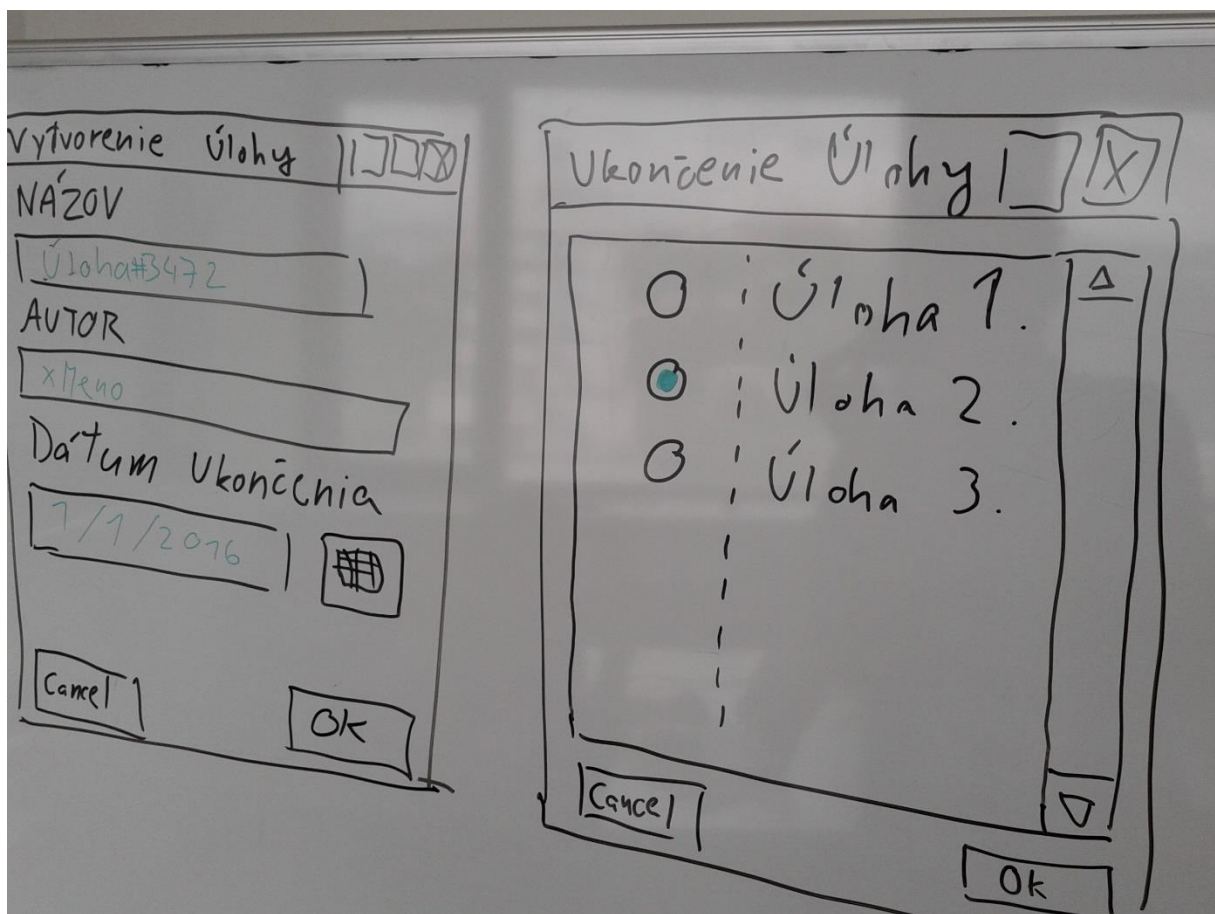 Vytvorenie Úlohy X
NÁZOV
Úloha#3472
AUTOR
xMeno
Dátum Ukončenia
1/1/2016
Cancel
OK
Ukončenie Úlohy X
Úloha 1.
Úloha 2.
Úloha 3.
Cancel
Ok